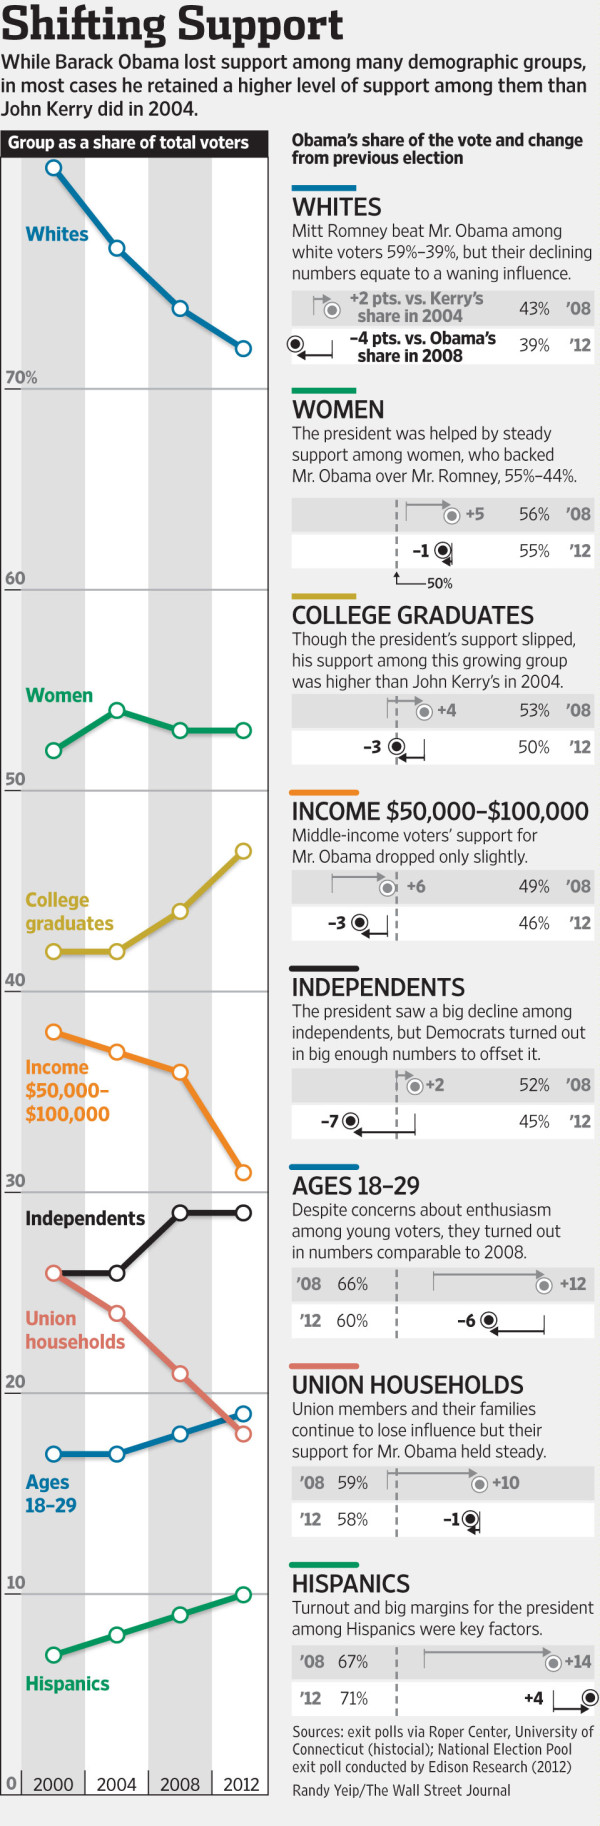 Shifting Support
While Barack Obama lost support among many demographic groups,
in most cases he retained a higher level of support among them than
John Kerry did in 2004.
Group as a share of total voters
Whites
70%
60
Women
50
College
graduates
40
Income
$50,000–
$100,000
30
Independents
Union
households
20
Ages
18–29
10
Hispanics
0 2000 2004 2008 2012
Obama's share of the vote and change
from previous election
WHITES
Mitt Romney beat Mr. Obama among
white voters 59%–39%, but their declining
numbers equate to a waning influence.
+2 pts. vs. Kerry's
share in 2004
43% '08
–4 pts. vs. Obama's
share in 2008
39% '12
WOMEN
The president was helped by steady
support among women, who backed
Mr. Obama over Mr. Romney, 55%–44%.
+5 56% '08
–1 55% '12
50%
COLLEGE GRADUATES
Though the president's support slipped,
his support among this growing group
was higher than John Kerry's in 2004.
+4 53% '08
–3 50% '12
INCOME $50,000–$100,000
Middle-income voters' support for
Mr. Obama dropped only slightly.
+6 49% '08
–3 46% '12
INDEPENDENTS
The president saw a big decline among
independents, but Democrats turned out
in big enough numbers to offset it.
+2 52% '08
–7 45% '12
AGES 18–29
Despite concerns about enthusiasm
among young voters, they turned out
in numbers comparable to 2008.
'08 66% +12
'12 60% –6
UNION HOUSEHOLDS
Union members and their families
continue to lose influence but their
support for Mr. Obama held steady.
'08 59% +10
'12 58% –1
HISPANICS
Turnout and big margins for the president
among Hispanics were key factors.
'08 67% +14
'12 71% +4
Sources: exit polls via Roper Center, University of
Connecticut (histocial); National Election Pool
exit poll conducted by Edison Research (2012)
Randy Yeip/The Wall Street Journal